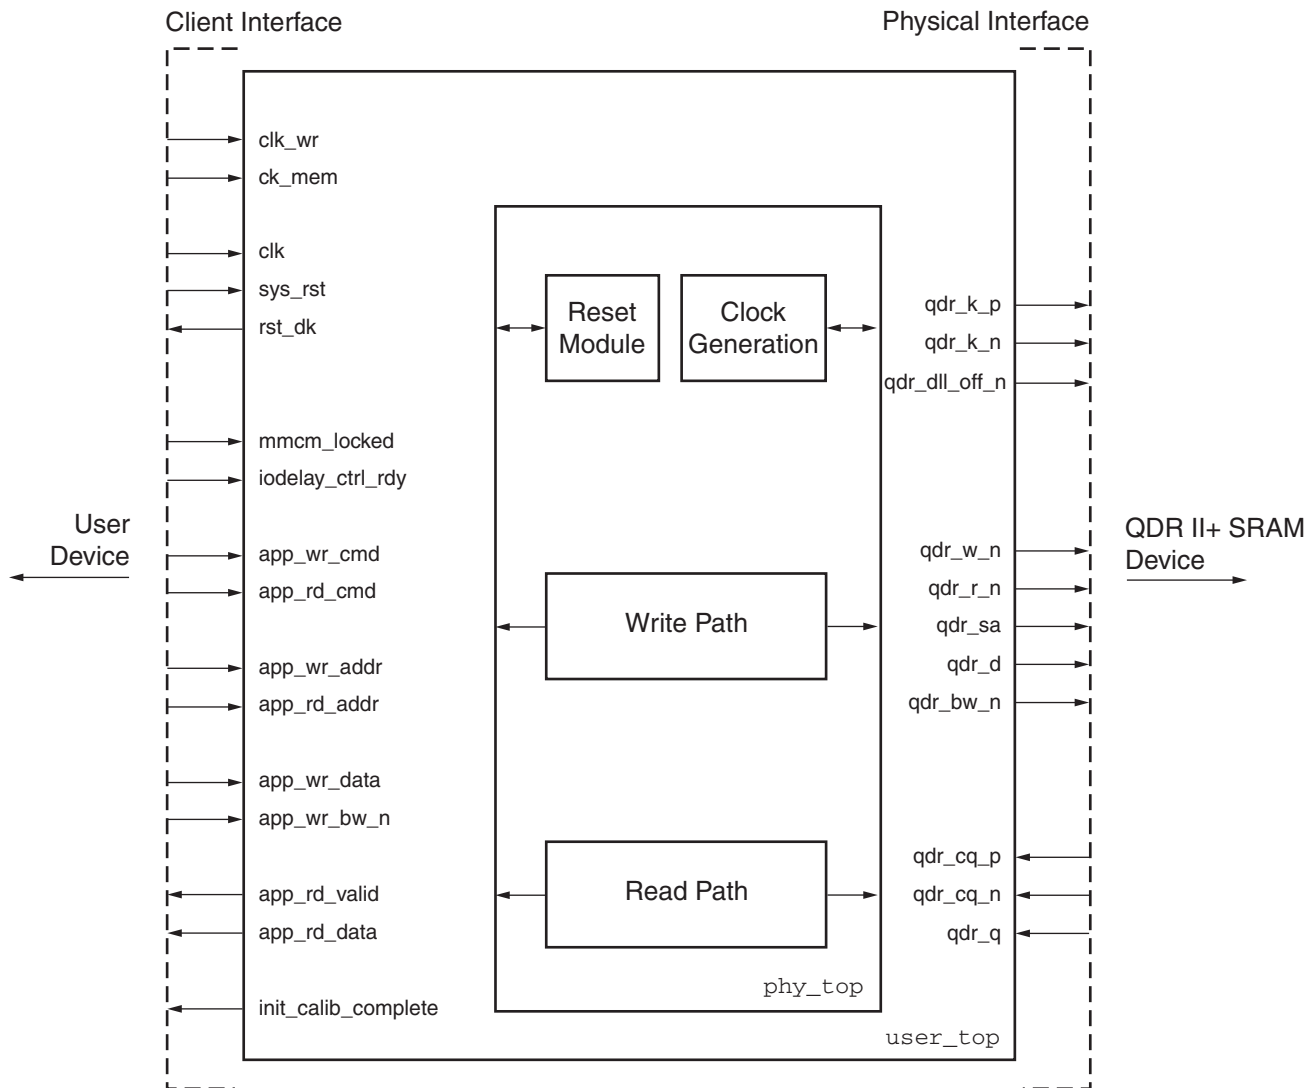 Client Interface
Physical Interface
clk_wr
ck_mem
clk
sys_rst
rst_dk
mmcm_locked
iodelay_ctrl_rdy
app_wr_cmd
app_rd_cmd
app_wr_addr
app_rd_addr
app_wr_data
app_wr_bw_n
app_rd_valid
app_rd_data
init_calib_complete
User
Device
Reset
Module
Clock
Generation
Write Path
Read Path
phy_top
user_top
qdr_k_p
qdr_k_n
qdr_dll_off_n
qdr_w_n
qdr_r_n
qdr_sa
qdr_d
qdr_bw_n
qdr_cq_p
qdr_cq_n
qdr_q
QDR II+ SRAM
Device